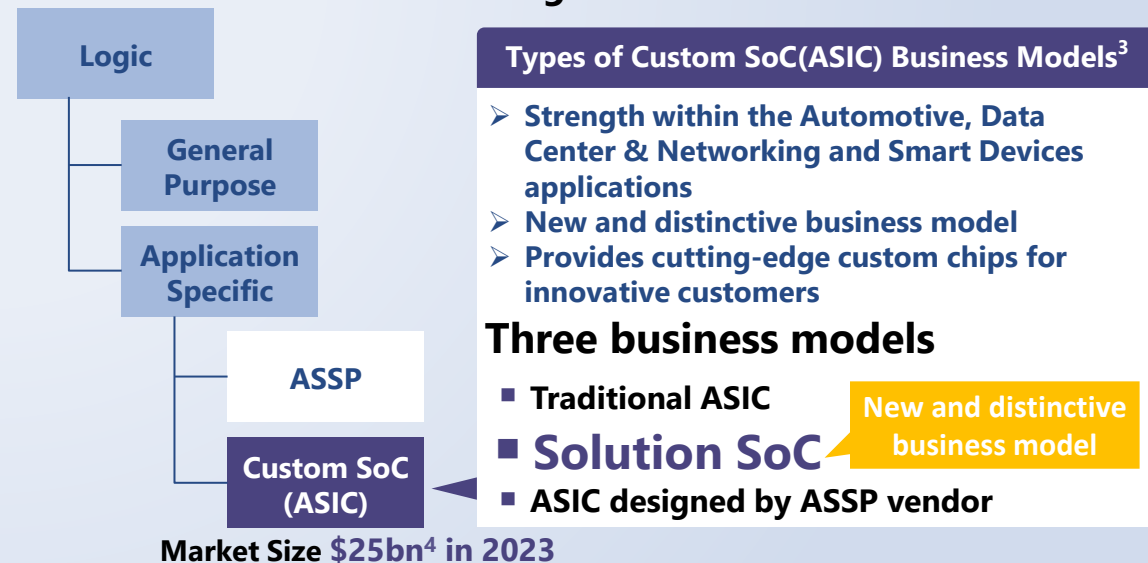 Logic
General
Purpose
Application
Specific
ASSP
Custom SoC
(ASIC)
Market Size $25bn⁴ in 2023
Types of Custom SoC(ASIC) Business Models³
➢ Strength within the Automotive, Data
Center & Networking and Smart Devices
applications
➢ New and distinctive business model
➢ Provides cutting-edge custom chips for
innovative customers
Three business models
▪ Traditional ASIC
▪ Solution SoC
New and distinctive
business model
▪ ASIC designed by ASSP vendor